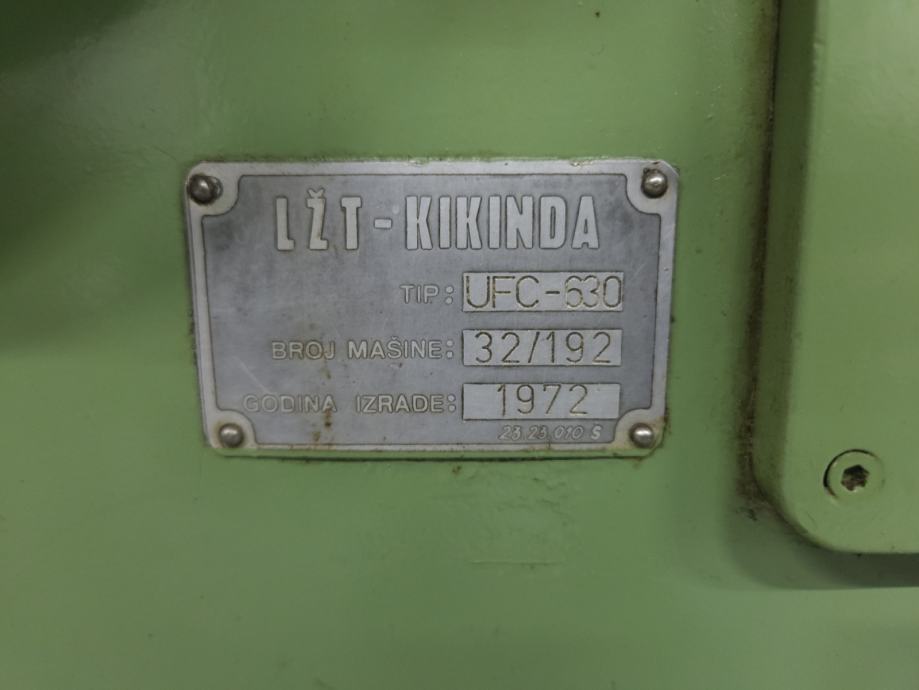 LŽT-KIKINDA
TIP: UFC-630
BROJ MAŠINE: 32/192
GODINA IZRADE: 1972
23.23.010 Š